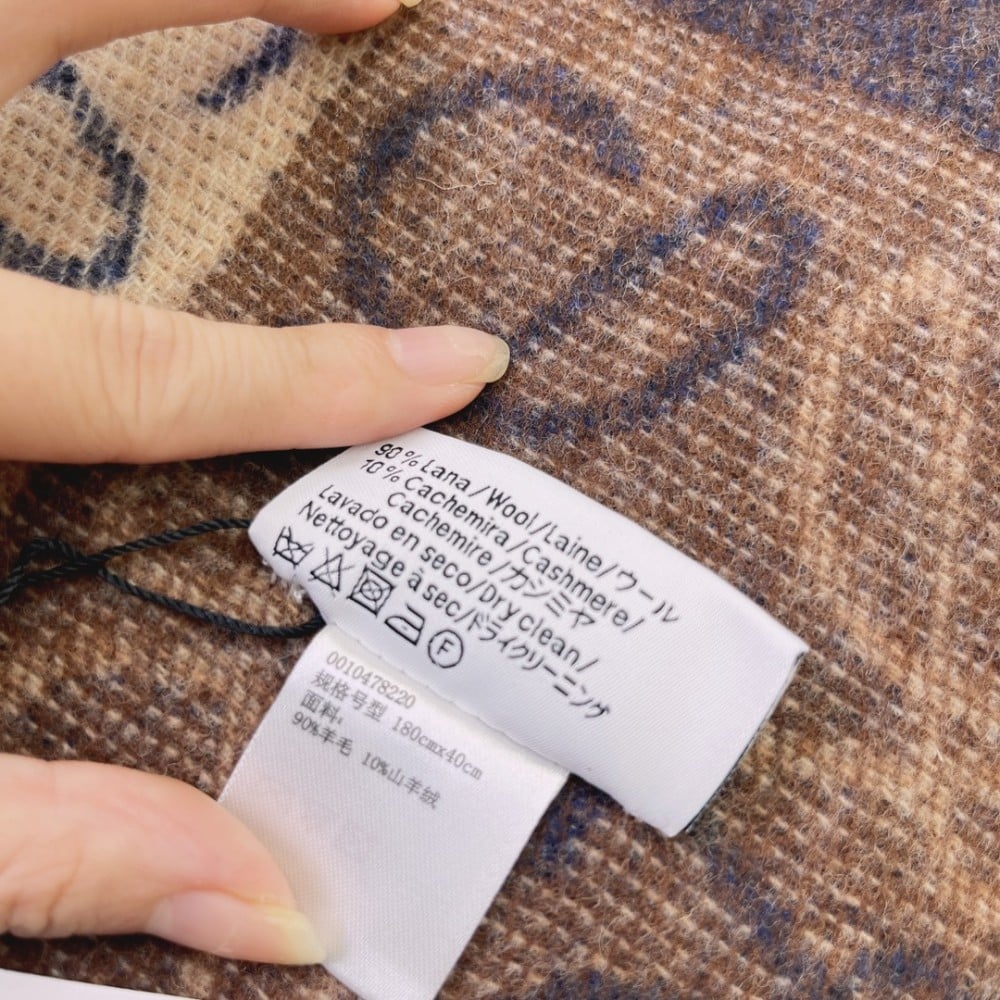 90% Lana/Wool/Laine/ウール
10% Cachemira/Cashmere/
Cachemire/カシミヤ
Lavado en seco/Dry clean/
Nettoyage à sec/ドライクリーニング
F
0010478220
规格号型 180cmx40cm
面料:
90%羊毛 10%山羊绒